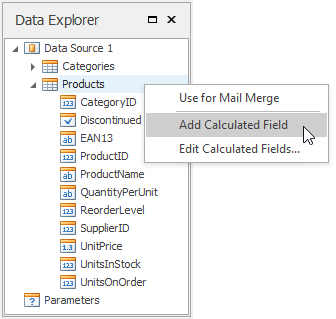 Data Explorer
Data Source 1
Categories
Products
Use for Mail Merge
Add Calculated Field
Edit Calculated Fields...
123 CategoryID
Discontinued
ab EAN13
123 ProductID
ab ProductName
ab QuantityPerUnit
123 ReorderLevel
123 SupplierID
1.3 UnitPrice
123 UnitsInStock
123 UnitsOnOrder
? Parameters